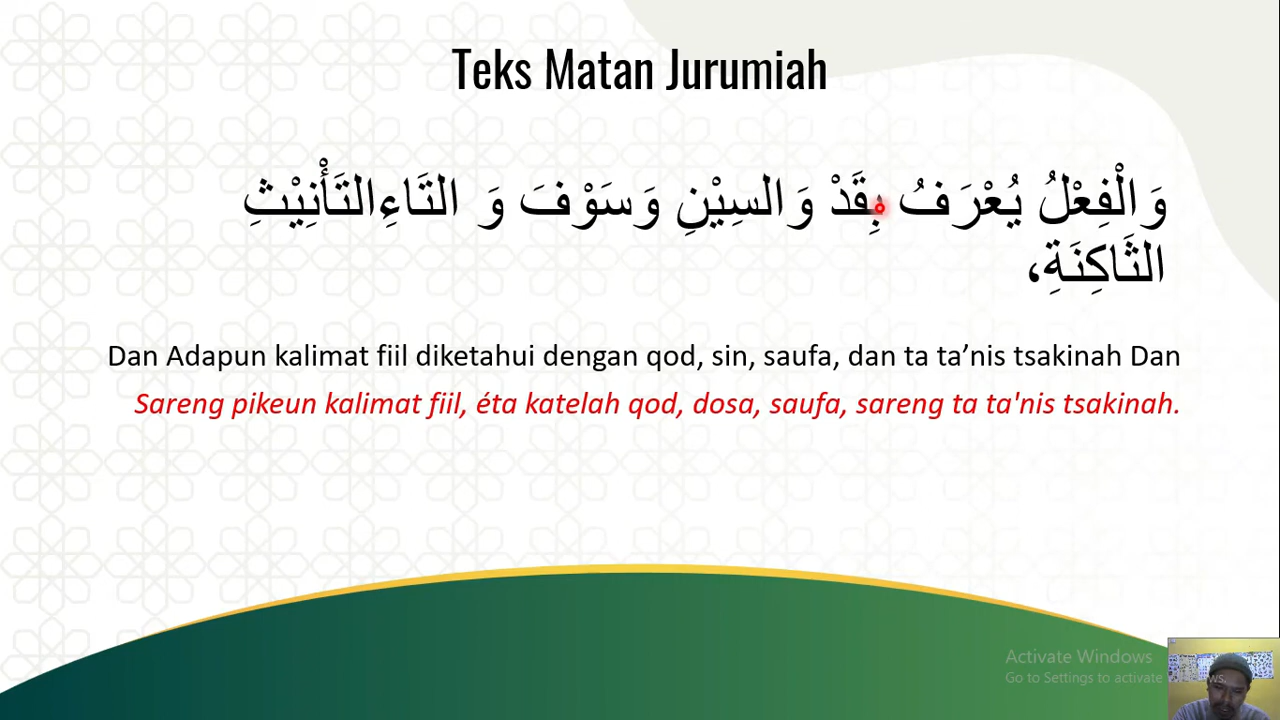 Teks Matan Jurumiah
وَالْفِعْلُ يُعْرَفُ بِقَدْ وَالسِيْنِ وَسَوْفَ وَ التَاءِالتَأْنِيْثِ
الثَاكِنَةِ،
Dan Adapun kalimat fiil diketahui dengan qod, sin, saufa, dan ta ta’nis tsakinah Dan
Sareng pikeun kalimat fiil, éta katelah qod, dosa, saufa, sareng ta ta'nis tsakinah.
Activate Windows
Go to Settings to activate Windows.